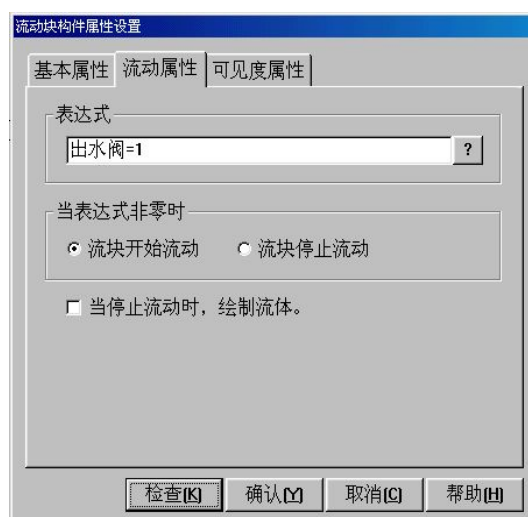 流动块构件属性设置
基本属性 流动属性 可见度属性
表达式
出水阀=1 ?
当表达式非零时
流块开始流动 流块停止流动
当停止流动时，绘制流体。
检查(K) 确认(Y) 取消(C) 帮助(H)